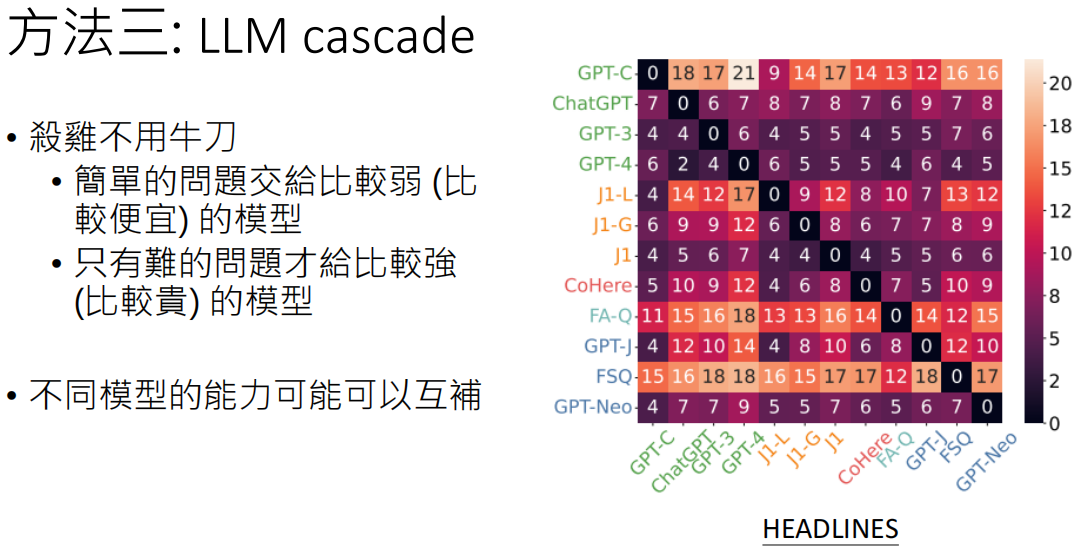 方法三: LLM cascade
• 殺雞不用牛刀
• 簡單的問題交給比較弱 (比
較便宜) 的模型
• 只有難的問題才給比較強
(比較貴) 的模型
• 不同模型的能力可能可以互補
GPT-C 0 18 17 21 9 14 17 14 13 12 16 16
ChatGPT 7 0 6 7 8 7 8 7 6 9 7 8
GPT-3 4 4 0 6 4 5 5 4 5 5 7 6
GPT-4 6 2 4 0 6 5 5 5 4 6 4 5
J1-L 4 14 12 17 0 9 12 8 10 7 13 12
J1-G 6 9 9 12 6 0 8 6 7 7 8 9
J1 4 5 6 7 4 4 0 4 5 5 6 6
CoHere 5 10 9 12 4 6 8 0 7 5 10 9
FA-Q 11 15 16 18 13 13 16 14 0 14 12 15
GPT-J 4 12 10 14 4 8 10 6 8 0 12 10
FSQ 15 16 18 18 16 15 17 17 12 18 0 17
GPT-Neo 4 7 7 9 5 5 7 6 5 6 7 0
GPT-C ChatGPT GPT-3 GPT-4 J1-L J1-G J1 CoHere FA-Q GPT-J FSQ GPT-Neo
20
18
15
12
10
8
5
2
0
HEADLINES